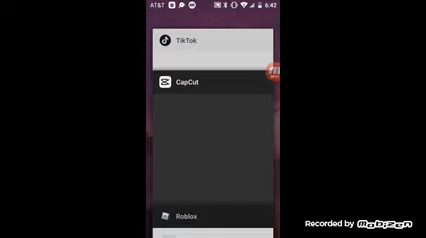 AT&T
6:42
TikTok
CapCut
Roblox
Recorded by MOBIZEN